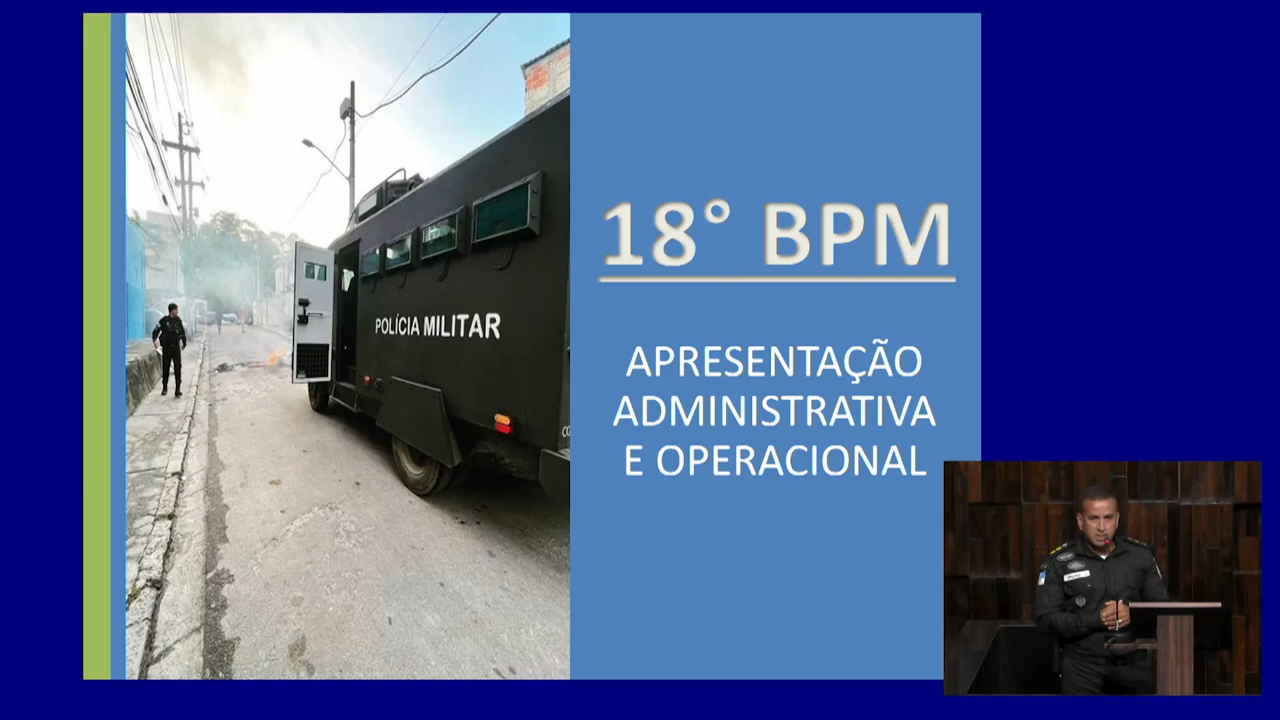 18° BPM
APRESENTAÇÃO
ADMINISTRATIVA
E OPERACIONAL
POLÍCIA MILITAR